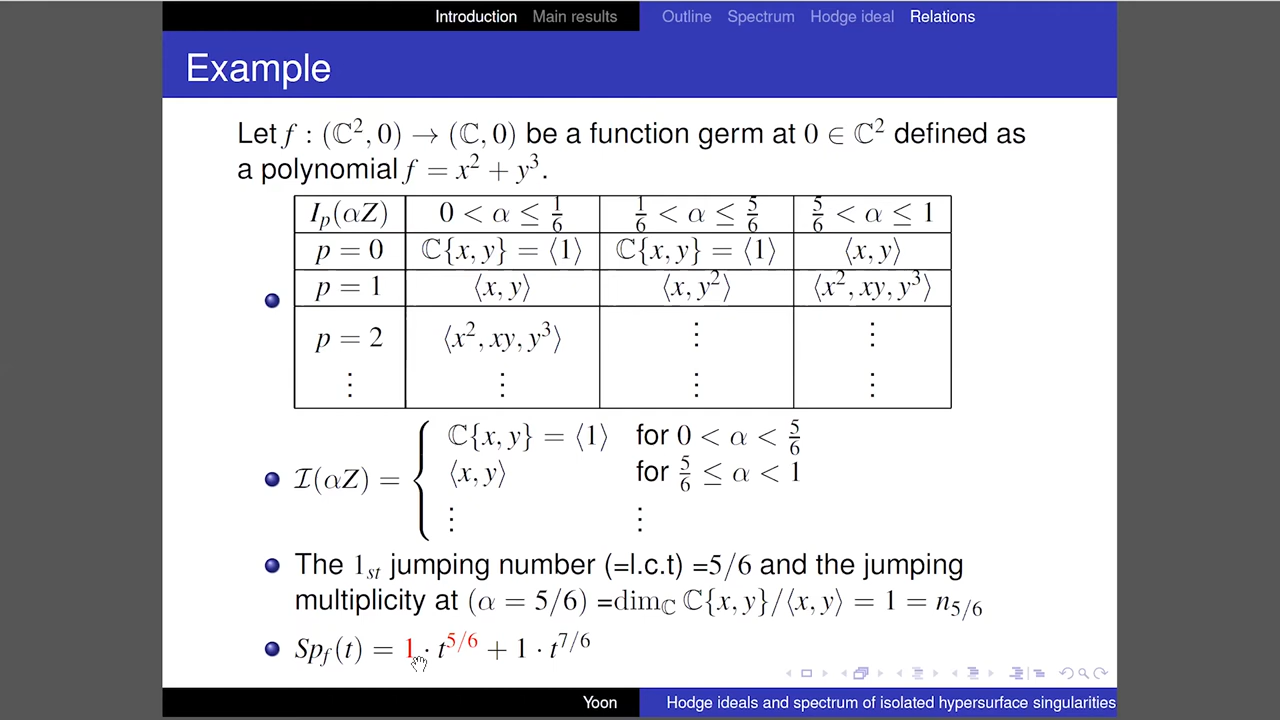 Introduction Main results Outline Spectrum Hodge ideal Relations
Example
Let f : (ℂ², 0) → (ℂ, 0) be a function germ at 0 ∈ ℂ² defined as
a polynomial f = x² + y³.
I_p(αZ) 0 < α ≤ 1/6 1/6 < α ≤ 5/6 5/6 < α ≤ 1
p = 0 ℂ{x, y} = ⟨1⟩ ℂ{x, y} = ⟨1⟩ ⟨x, y⟩
p = 1 ⟨x, y⟩ ⟨x, y²⟩ ⟨x², xy, y³⟩
p = 2 ⟨x², xy, y³⟩ ⋮ ⋮
⋮ ⋮ ⋮ ⋮
ℂ{x, y} = ⟨1⟩ for 0 < α < 5/6
𝓘(αZ) = { ⟨x, y⟩ for 5/6 ≤ α < 1
⋮ ⋮
The 1_st jumping number (=l.c.t) =5/6 and the jumping
multiplicity at (α = 5/6) =dim_ℂ ℂ{x, y}/⟨x, y⟩ = 1 = n_5/6
Sp_f(t) = 1 · t^5/6 + 1 · t^7/6
Yoon Hodge ideals and spectrum of isolated hypersurface singularities